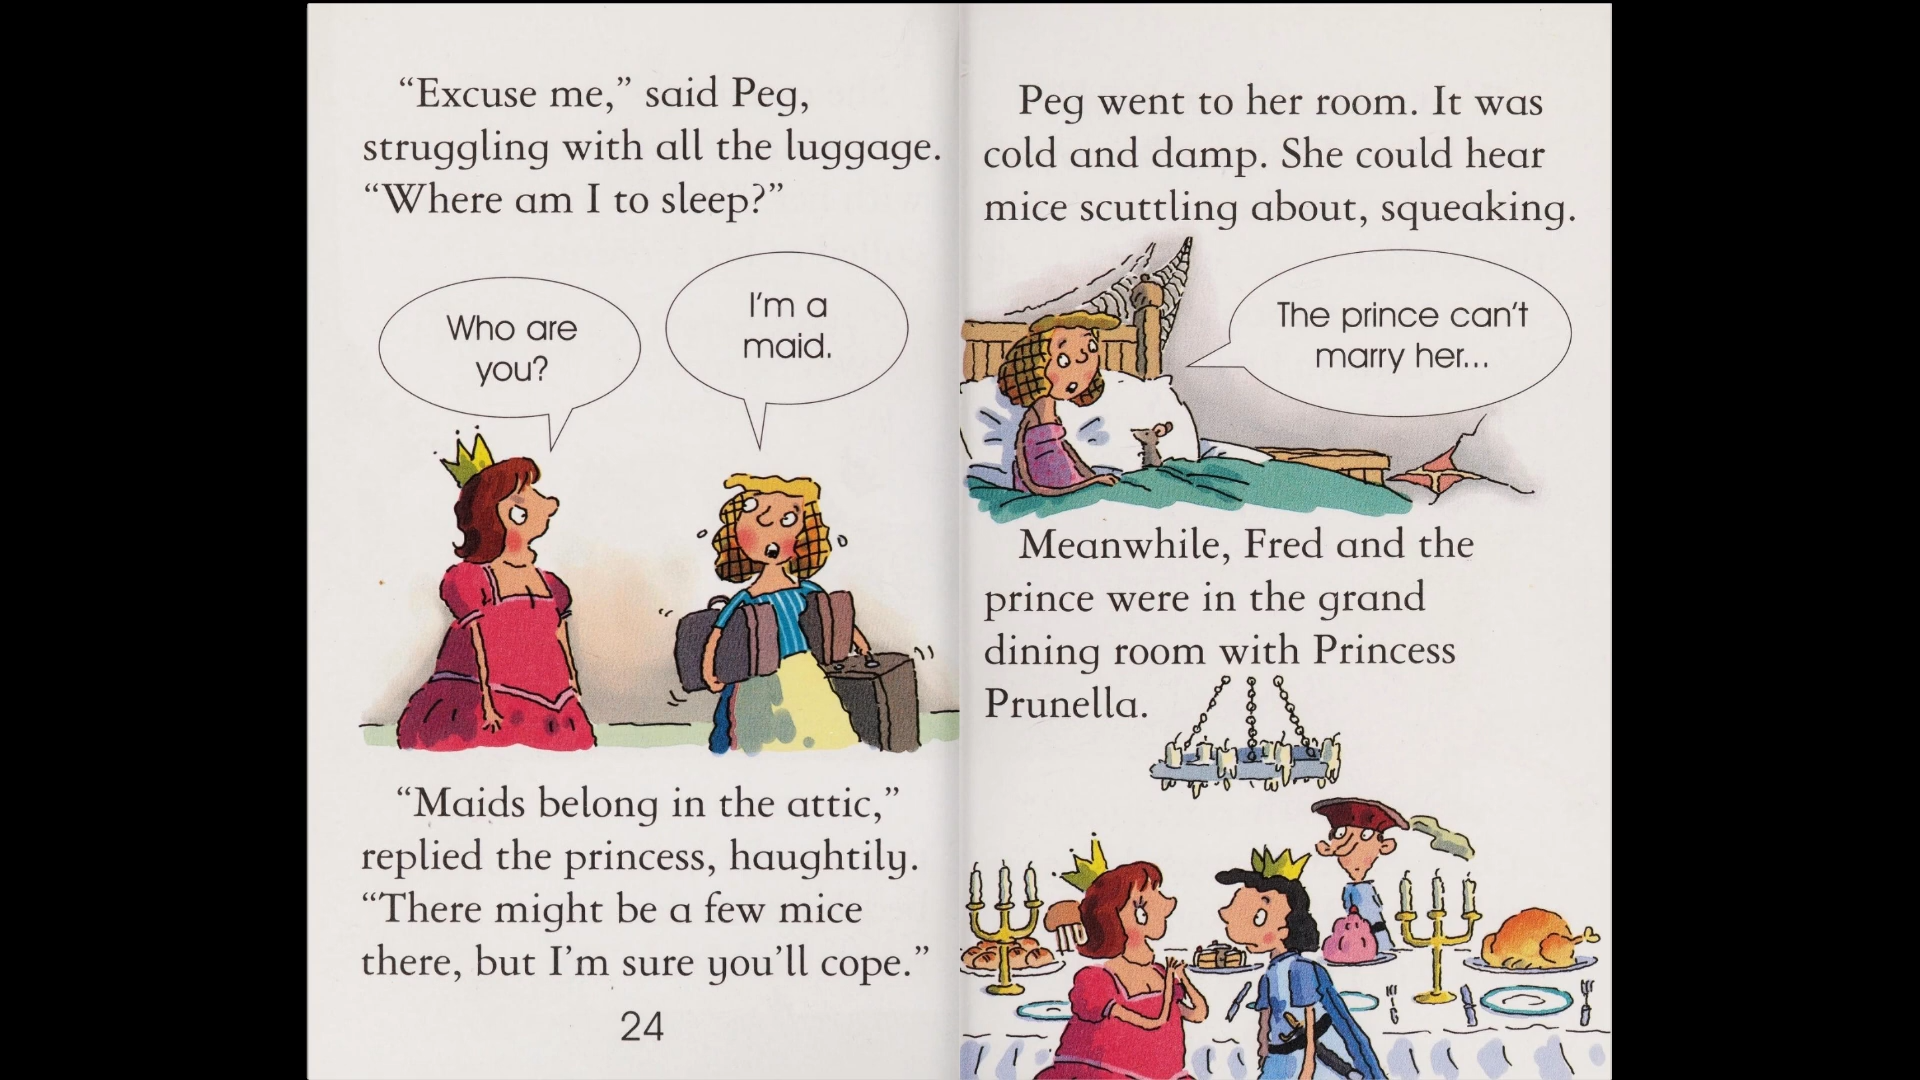 “Excuse me,” said Peg,
struggling with all the luggage.
“Where am I to sleep?”
Who are
you?
I'm a
maid.
“Maids belong in the attic,”
replied the princess, haughtily.
“There might be a few mice
there, but I'm sure you'll cope.”
24
Peg went to her room. It was
cold and damp. She could hear
mice scuttling about, squeaking.
The prince can't
marry her...
Meanwhile, Fred and the
prince were in the grand
dining room with Princess
Prunella.